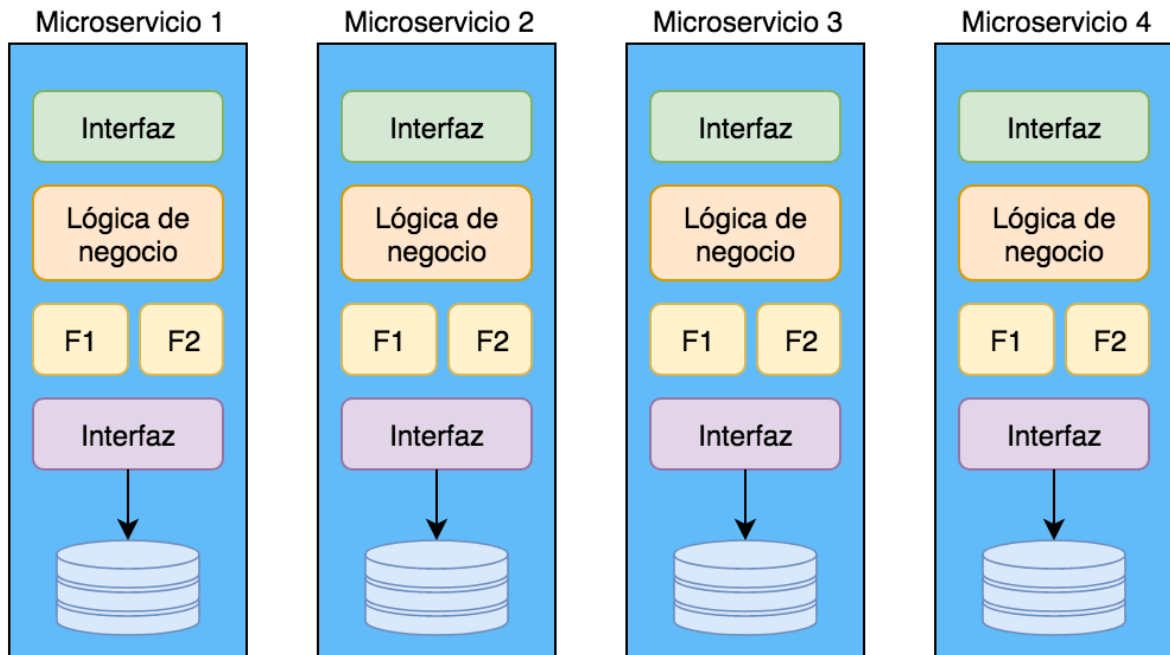 Microservicio 1
Microservicio 2
Microservicio 3
Microservicio 4
Interfaz
Interfaz
Interfaz
Interfaz
Lógica de
negocio
Lógica de
negocio
Lógica de
negocio
Lógica de
negocio
F1
F2
F1
F2
F1
F2
F1
F2
Interfaz
Interfaz
Interfaz
Interfaz